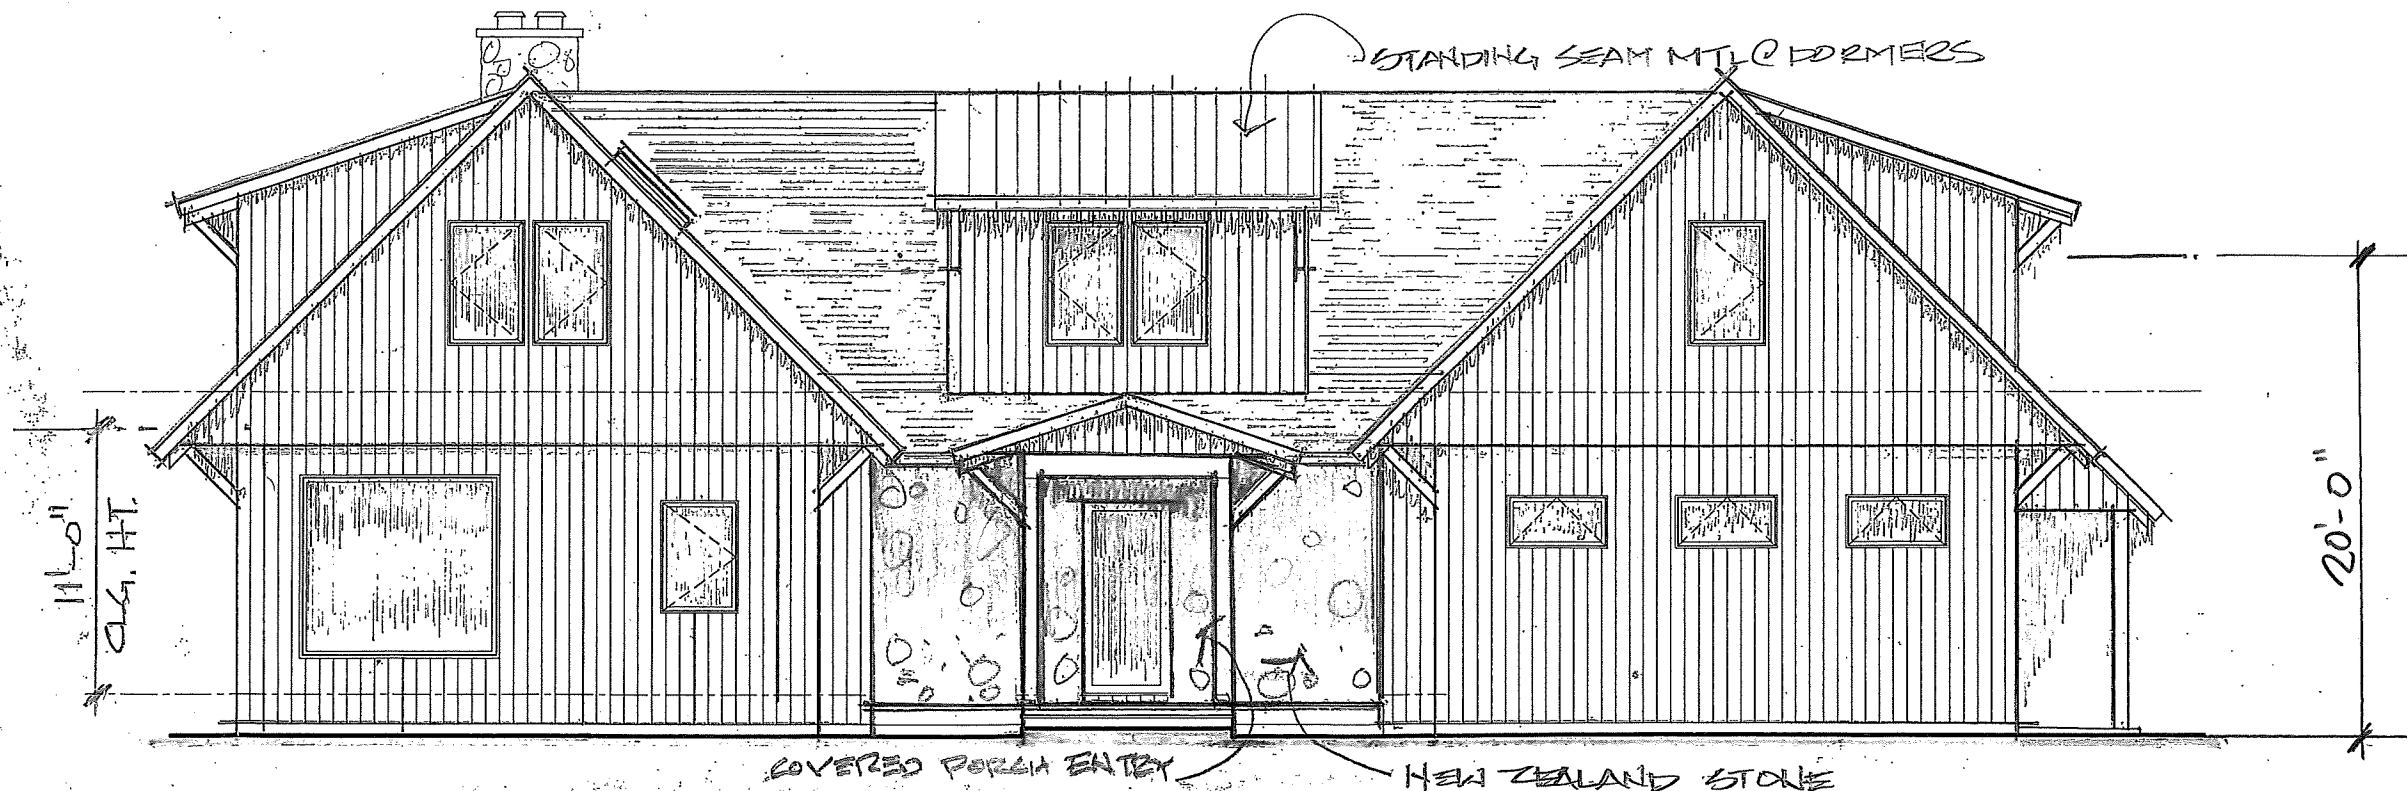 STANDING SEAM MTL @ DORMERS
11'-0"
CLG. HT.
20'-0"
COVERED PORCH ENTRY
NEW ZEALAND STONE